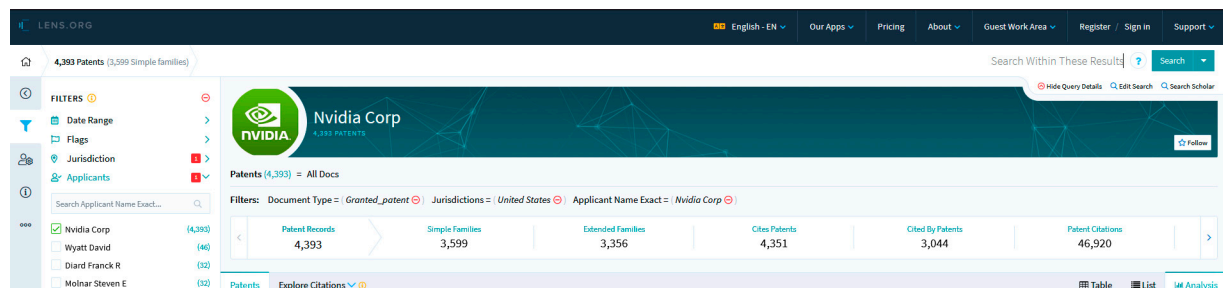 LENS.ORG
English - EN
Our Apps
Pricing
About
Guest Work Area
Register / Sign in
Support
4,393 Patents (3,599 Simple families)
Search Within These Results
?
Search
Hide Query Details
Edit Search
Search Scholar
FILTERS
Date Range
Flags
Jurisdiction 1
Applicants 1
Search Applicant Name Exact...
Nvidia Corp (4,393)
Wyatt David (46)
Diard Franck R (32)
Molnar Steven E (32)
NVIDIA.
Nvidia Corp
4,393 PATENTS
Follow
Patents (4,393) = All Docs
Filters: Document Type = ( Granted_patent ) Jurisdictions = ( United States ) Applicant Name Exact = ( Nvidia Corp )
Patent Records
4,393
Simple Families
3,599
Extended Families
3,356
Cites Patents
4,351
Cited By Patents
3,044
Patent Citations
46,920
Patents
Explore Citations
Table
List
Analysis